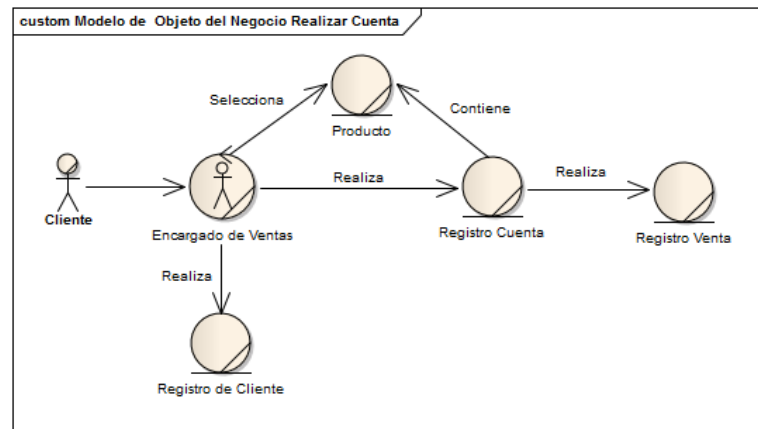 custom Modelo de Objeto del Negocio Realizar Cuenta
Selecciona
Contiene
Producto
Realiza
Realiza
Cliente
Encargado de Ventas
Registro Cuenta
Registro Venta
Realiza
Registro de Cliente